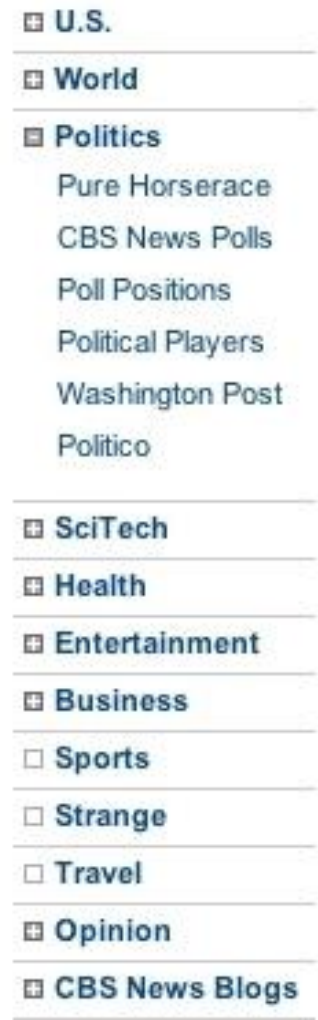 U.S.
World
Politics
Pure Horserace
CBS News Polls
Poll Positions
Political Players
Washington Post
Politico
SciTech
Health
Entertainment
Business
Sports
Strange
Travel
Opinion
CBS News Blogs